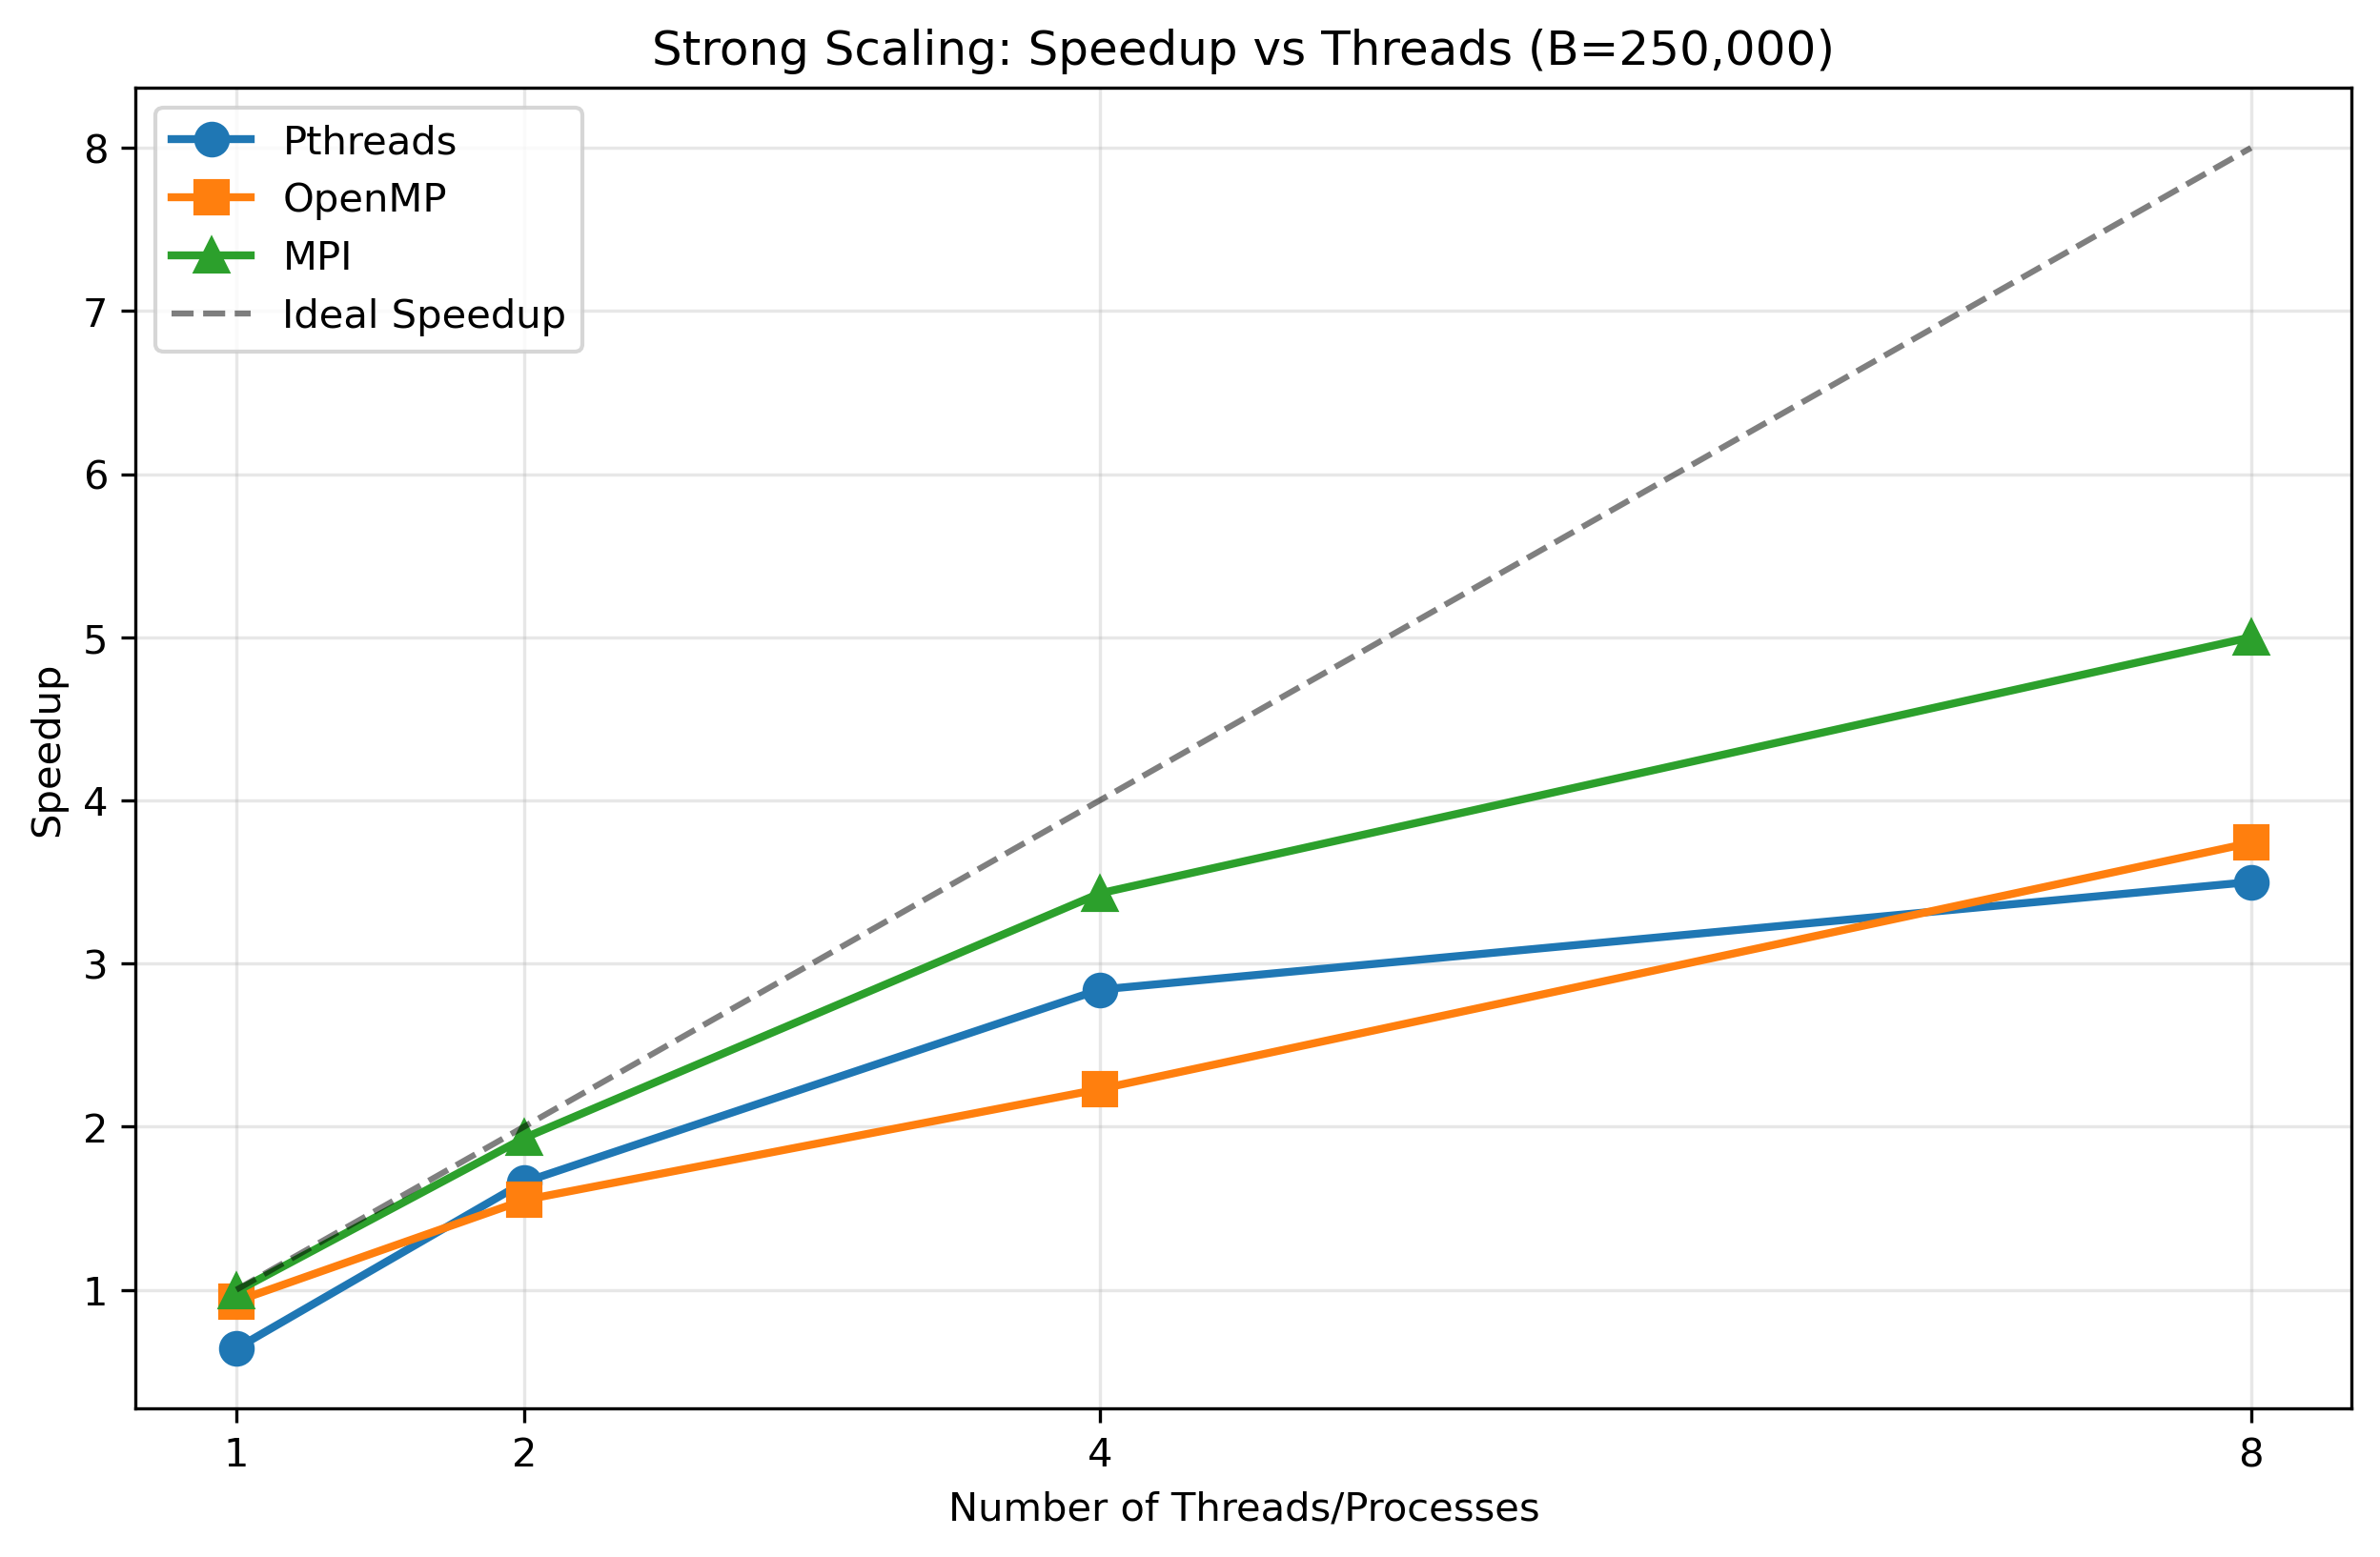 Strong Scaling: Speedup vs Threads (B=250,000)
Pthreads
OpenMP
MPI
Ideal Speedup
8
7
6
5
4
3
2
1
Speedup
1 2 4 8
Number of Threads/Processes